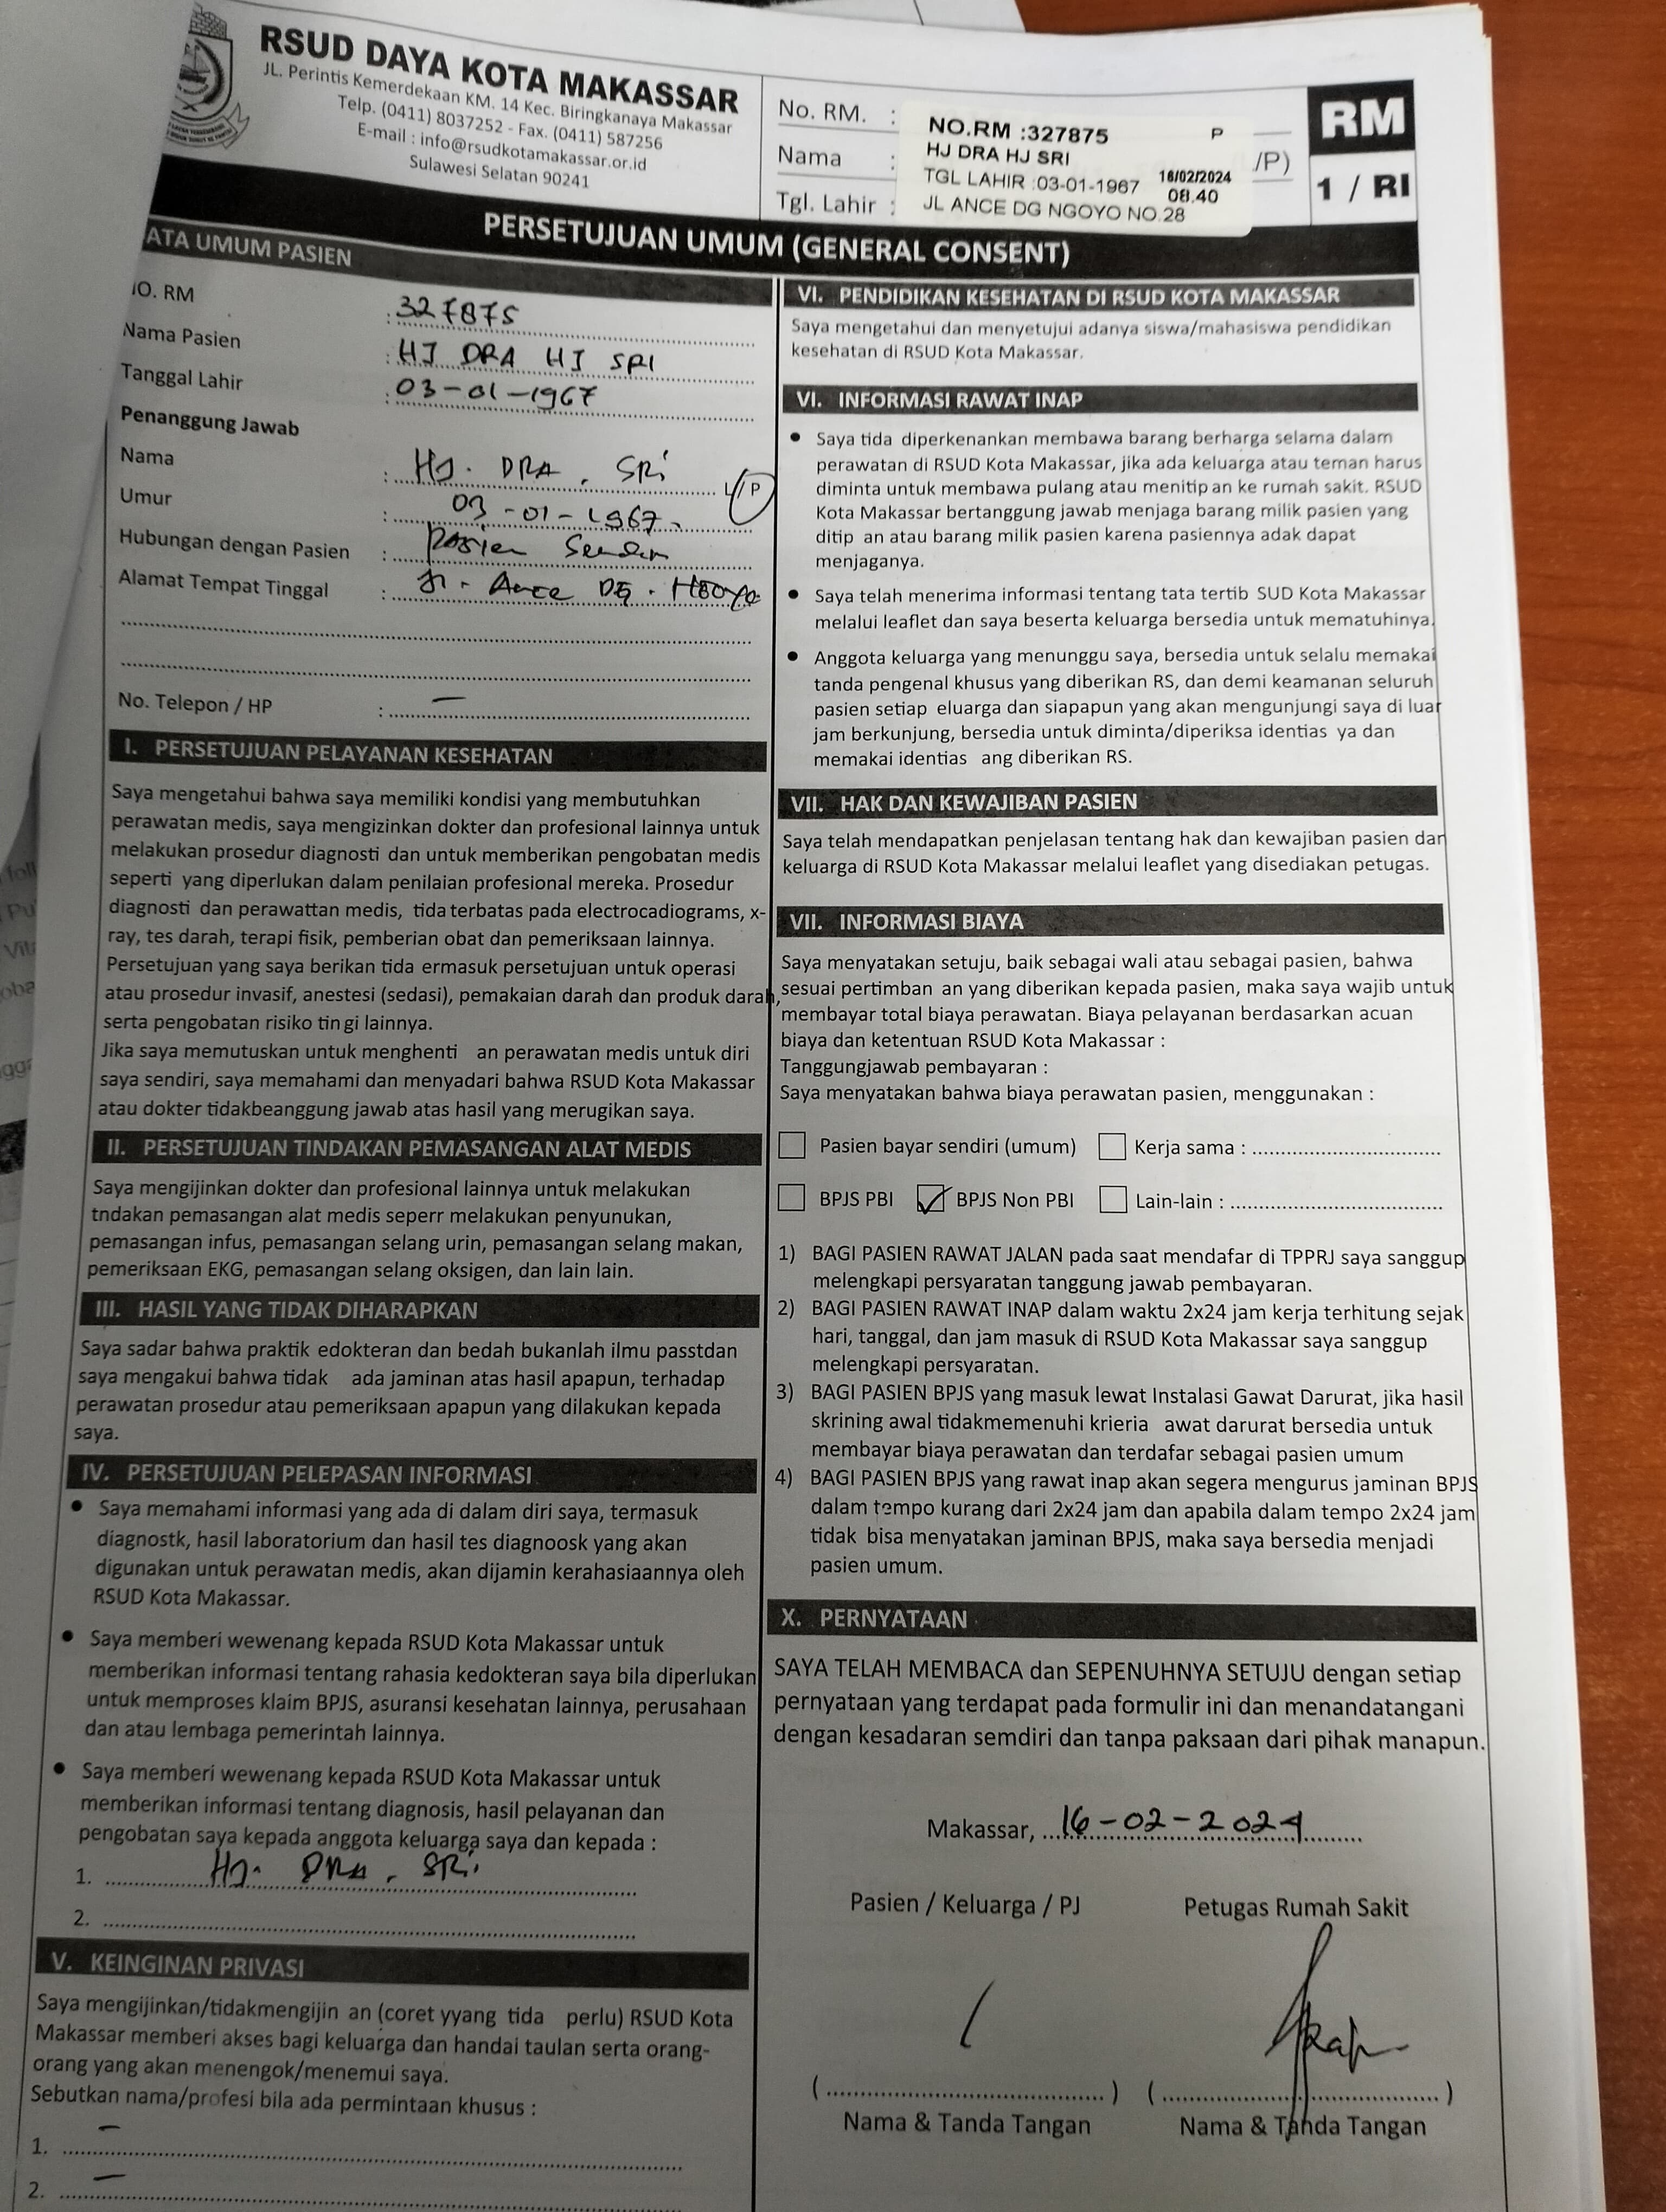 RSUD DAYA KOTA MAKASSAR
JL. Perintis Kemerdekaan KM. 14 Kec. Biringkanaya Makassar
Telp. (0411) 8037252 - Fax. (0411) 587256
E-mail : info@rsudkotamakassar.or.id
Sulawesi Selatan 90241
No. RM. :
Nama :
Tgl. Lahir :
NO.RM :327875 P
HJ DRA HJ SRI
TGL LAHIR :03-01-1967 16/02/2024
08.40
JL ANCE DG NGOYO NO.28
/P)
RM
1 / RI
PERSETUJUAN UMUM (GENERAL CONSENT)
ATA UMUM PASIEN
IO. RM : 327875
Nama Pasien : HJ DRA HJ SRI
Tanggal Lahir : 03-01-1967
Penanggung Jawab
Nama : HJ. DRA . SRi L/P
Umur : 03-01-1967.
Hubungan dengan Pasien : Pasien Sendiri
Alamat Tempat Tinggal : Jl. Ance DG.
No. Telepon / HP : –
I. PERSETUJUAN PELAYANAN KESEHATAN
Saya mengetahui bahwa saya memiliki kondisi yang membutuhkan
perawatan medis, saya mengizinkan dokter dan profesional lainnya untuk
melakukan prosedur diagnosti dan untuk memberikan pengobatan medis
seperti yang diperlukan dalam penilaian profesional mereka. Prosedur
diagnosti dan perawattan medis, tida terbatas pada electrocadiograms, x-
ray, tes darah, terapi fisik, pemberian obat dan pemeriksaan lainnya.
Persetujuan yang saya berikan tida ermasuk persetujuan untuk operasi
atau prosedur invasif, anestesi (sedasi), pemakaian darah dan produk darah,
serta pengobatan risiko tin gi lainnya.
Jika saya memutuskan untuk menghenti an perawatan medis untuk diri
saya sendiri, saya memahami dan menyadari bahwa RSUD Kota Makassar
atau dokter tidakbeanggung jawab atas hasil yang merugikan saya.
II. PERSETUJUAN TINDAKAN PEMASANGAN ALAT MEDIS
Saya mengijinkan dokter dan profesional lainnya untuk melakukan
tndakan pemasangan alat medis seperr melakukan penyunukan,
pemasangan infus, pemasangan selang urin, pemasangan selang makan,
pemeriksaan EKG, pemasangan selang oksigen, dan lain lain.
III. HASIL YANG TIDAK DIHARAPKAN
Saya sadar bahwa praktik edokteran dan bedah bukanlah ilmu passtdan
saya mengakui bahwa tidak ada jaminan atas hasil apapun, terhadap
perawatan prosedur atau pemeriksaan apapun yang dilakukan kepada
saya.
IV. PERSETUJUAN PELEPASAN INFORMASI
• Saya memahami informasi yang ada di dalam diri saya, termasuk
diagnostk, hasil laboratorium dan hasil tes diagnoosk yang akan
digunakan untuk perawatan medis, akan dijamin kerahasiaannya oleh
RSUD Kota Makassar.
• Saya memberi wewenang kepada RSUD Kota Makassar untuk
memberikan informasi tentang rahasia kedokteran saya bila diperlukan
untuk memproses klaim BPJS, asuransi kesehatan lainnya, perusahaan
dan atau lembaga pemerintah lainnya.
• Saya memberi wewenang kepada RSUD Kota Makassar untuk
memberikan informasi tentang diagnosis, hasil pelayanan dan
pengobatan saya kepada anggota keluarga saya dan kepada :
1. HJ. DRA . SRi
2.
V. KEINGINAN PRIVASI
Saya mengijinkan/tidakmengijin an (coret yyang tida perlu) RSUD Kota
Makassar memberi akses bagi keluarga dan handai taulan serta orang-
orang yang akan menengok/menemui saya.
Sebutkan nama/profesi bila ada permintaan khusus :
1. –
2. –
VI. PENDIDIKAN KESEHATAN DI RSUD KOTA MAKASSAR
Saya mengetahui dan menyetujui adanya siswa/mahasiswa pendidikan
kesehatan di RSUD Kota Makassar.
VI. INFORMASI RAWAT INAP
• Saya tida diperkenankan membawa barang berharga selama dalam
perawatan di RSUD Kota Makassar, jika ada keluarga atau teman harus
diminta untuk membawa pulang atau menitip an ke rumah sakit. RSUD
Kota Makassar bertanggung jawab menjaga barang milik pasien yang
ditip an atau barang milik pasien karena pasiennya adak dapat
menjaganya.
• Saya telah menerima informasi tentang tata tertib SUD Kota Makassar
melalui leaflet dan saya beserta keluarga bersedia untuk mematuhinya.
• Anggota keluarga yang menunggu saya, bersedia untuk selalu memakai
tanda pengenal khusus yang diberikan RS, dan demi keamanan seluruh
pasien setiap eluarga dan siapapun yang akan mengunjungi saya di luar
jam berkunjung, bersedia untuk diminta/diperiksa identias ya dan
memakai identias ang diberikan RS.
VII. HAK DAN KEWAJIBAN PASIEN
Saya telah mendapatkan penjelasan tentang hak dan kewajiban pasien dan
keluarga di RSUD Kota Makassar melalui leaflet yang disediakan petugas.
VII. INFORMASI BIAYA
Saya menyatakan setuju, baik sebagai wali atau sebagai pasien, bahwa
sesuai pertimban an yang diberikan kepada pasien, maka saya wajib untuk
membayar total biaya perawatan. Biaya pelayanan berdasarkan acuan
biaya dan ketentuan RSUD Kota Makassar :
Tanggungjawab pembayaran :
Saya menyatakan bahwa biaya perawatan pasien, menggunakan :
Pasien bayar sendiri (umum) Kerja sama :
BPJS PBI ✓ BPJS Non PBI Lain-lain :
1) BAGI PASIEN RAWAT JALAN pada saat mendafar di TPPRJ saya sanggup
melengkapi persyaratan tanggung jawab pembayaran.
2) BAGI PASIEN RAWAT INAP dalam waktu 2x24 jam kerja terhitung sejak
hari, tanggal, dan jam masuk di RSUD Kota Makassar saya sanggup
melengkapi persyaratan.
3) BAGI PASIEN BPJS yang masuk lewat Instalasi Gawat Darurat, jika hasil
skrining awal tidakmemenuhi krieria awat darurat bersedia untuk
membayar biaya perawatan dan terdafar sebagai pasien umum
4) BAGI PASIEN BPJS yang rawat inap akan segera mengurus jaminan BPJS
dalam tempo kurang dari 2x24 jam dan apabila dalam tempo 2x24 jam
tidak bisa menyatakan jaminan BPJS, maka saya bersedia menjadi
pasien umum.
X. PERNYATAAN
SAYA TELAH MEMBACA dan SEPENUHNYA SETUJU dengan setiap
pernyataan yang terdapat pada formulir ini dan menandatangani
dengan kesadaran semdiri dan tanpa paksaan dari pihak manapun.
Makassar, 16-02-2024
Pasien / Keluarga / PJ Petugas Rumah Sakit
Nama & Tanda Tangan Nama & Tanda Tangan